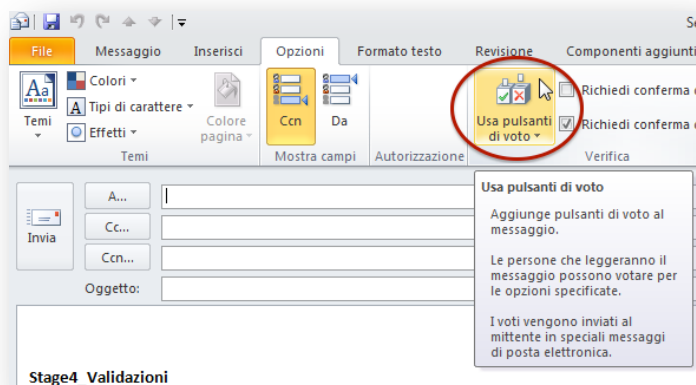 Se
File Messaggio Inserisci Opzioni Formato testo Revisione Componenti aggiunti
Aa
Temi
Colori
A Tipi di carattere
Effetti
Colore
pagina
Temi
Ccn
Da
Mostra campi
Autorizzazione
Usa pulsanti
di voto
Richiedi conferma
Richiedi conferma
Verifica
Invia
A...
Cc...
Ccn...
Oggetto:
Usa pulsanti di voto
Aggiunge pulsanti di voto al
messaggio.
Le persone che leggeranno il
messaggio possono votare per
le opzioni specificate.
I voti vengono inviati al
mittente in speciali messaggi
di posta elettronica.
Stage4 Validazioni